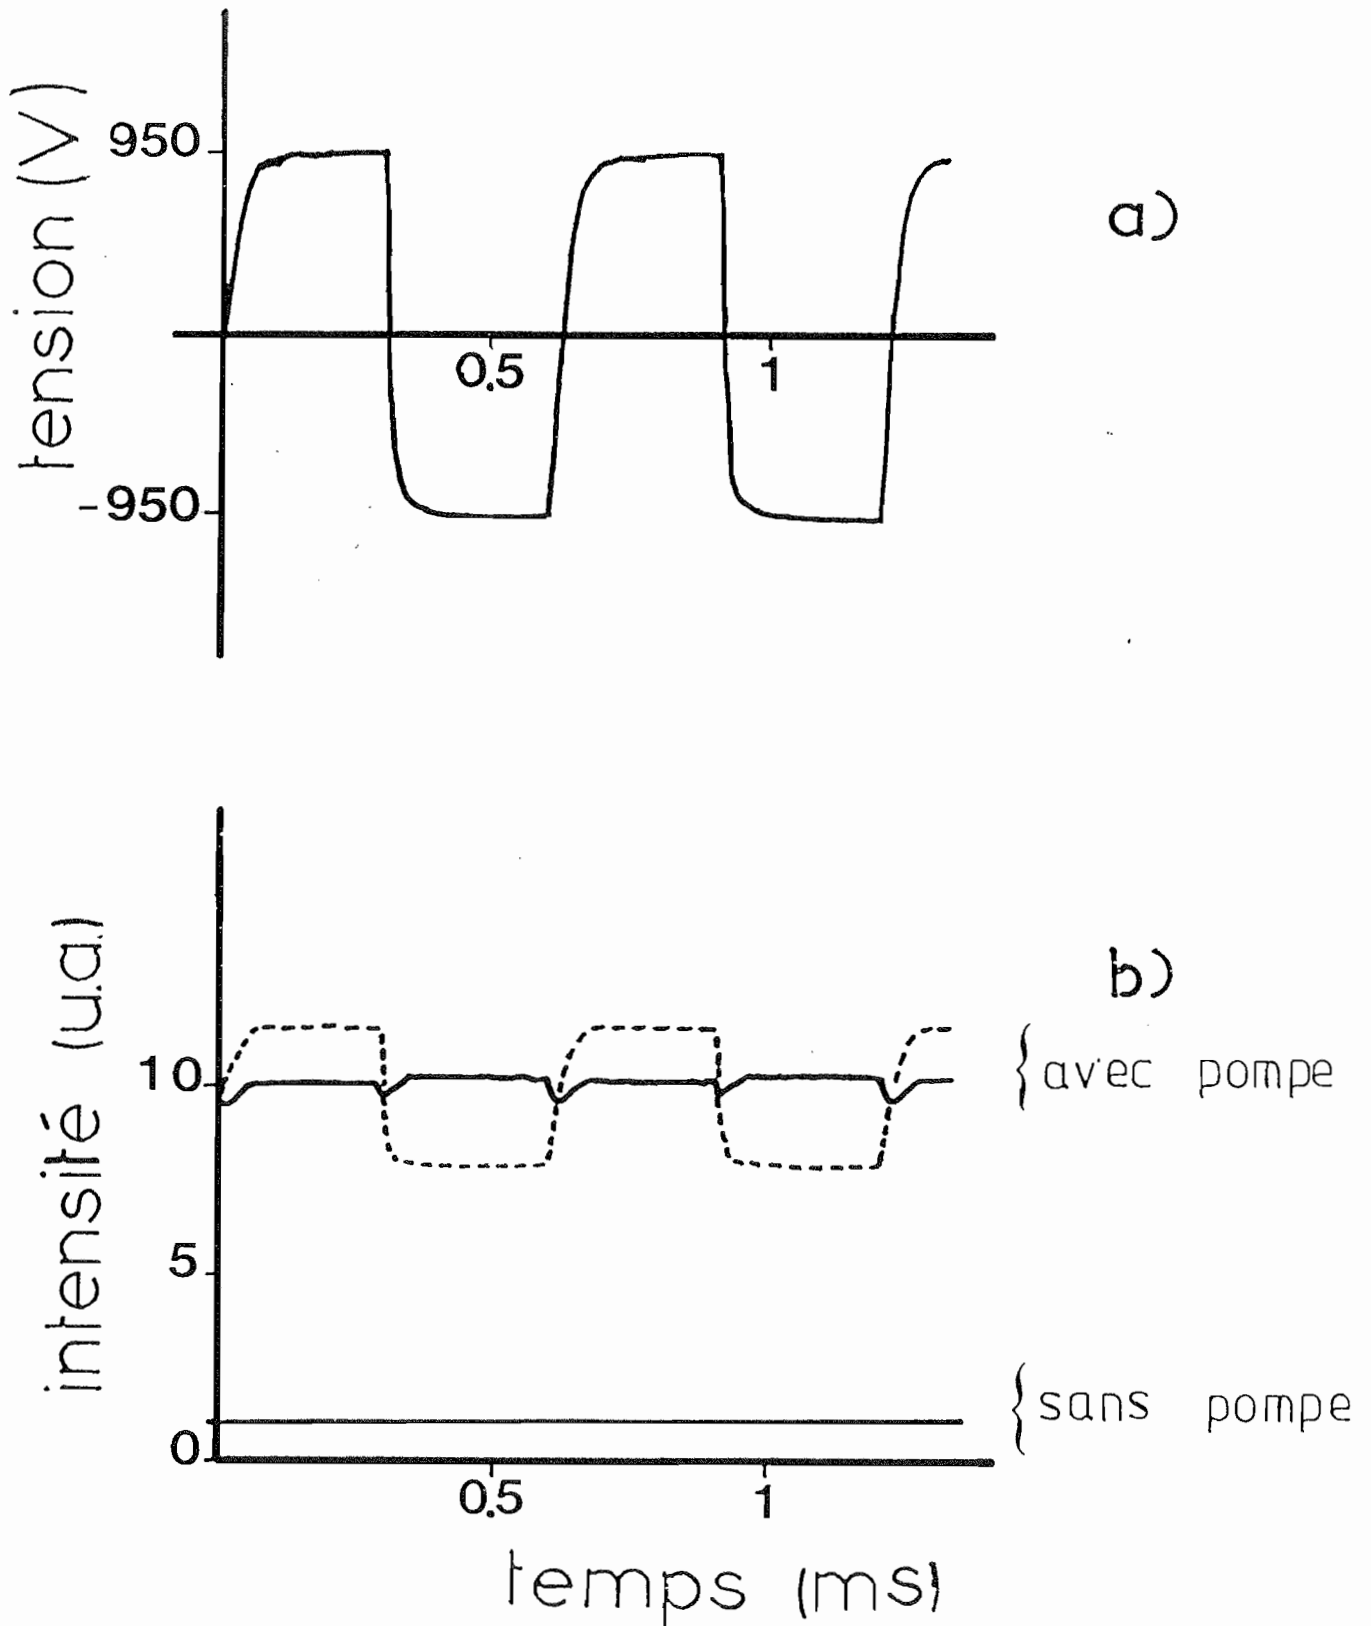 tension (V)
950
-950
0.5
1
a)
intensité (u.a.)
10
5
0
0.5
1
b)
{avec pompe
{sans pompe
temps (ms)